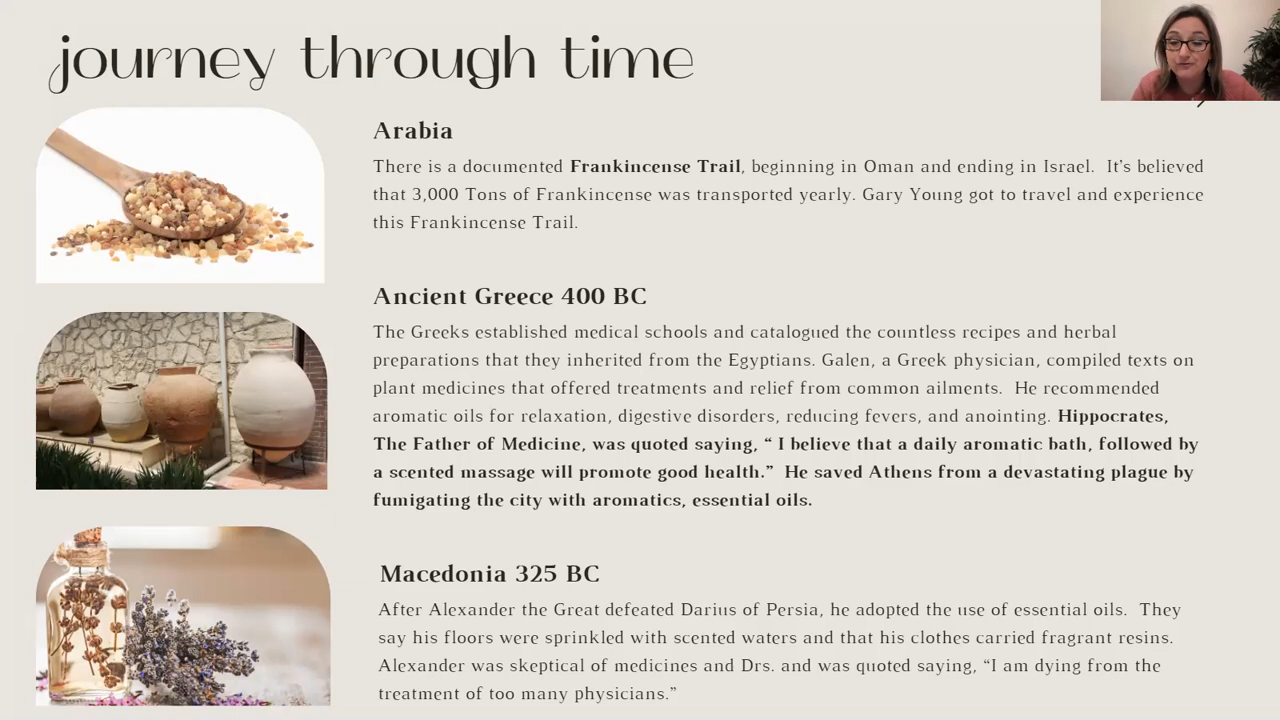 journey through time
Arabia
There is a documented Frankincense Trail, beginning in Oman and ending in Israel. It's believed
that 3,000 Tons of Frankincense was transported yearly. Gary Young got to travel and experience
this Frankincense Trail.
Ancient Greece 400 BC
The Greeks established medical schools and catalogued the countless recipes and herbal
preparations that they inherited from the Egyptians. Galen, a Greek physician, compiled texts on
plant medicines that offered treatments and relief from common ailments. He recommended
aromatic oils for relaxation, digestive disorders, reducing fevers, and anointing. Hippocrates,
The Father of Medicine, was quoted saying, “ I believe that a daily aromatic bath, followed by
a scented massage will promote good health.” He saved Athens from a devastating plague by
fumigating the city with aromatics, essential oils.
Macedonia 325 BC
After Alexander the Great defeated Darius of Persia, he adopted the use of essential oils. They
say his floors were sprinkled with scented waters and that his clothes carried fragrant resins.
Alexander was skeptical of medicines and Drs. and was quoted saying, “I am dying from the
treatment of too many physicians.”